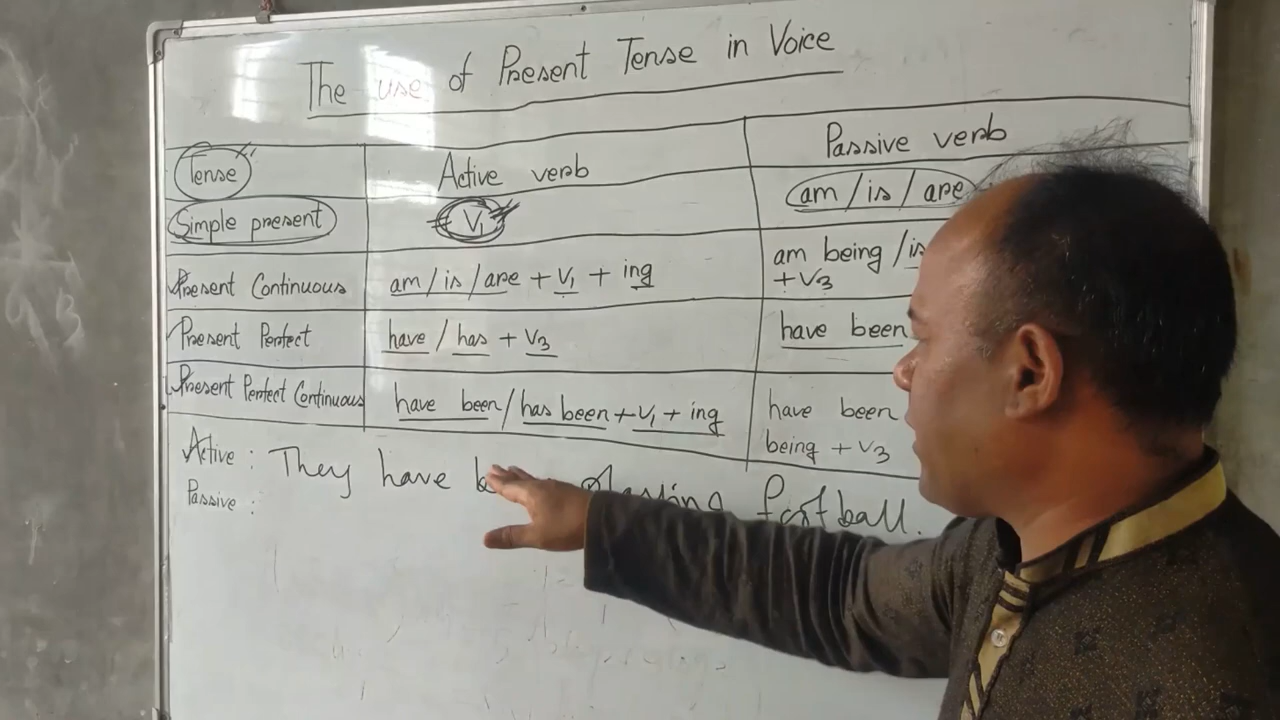 The use of Present Tense in Voice
Tense Active verb Passive verb
Simple present V1 am / is / are
Present Continuous am / is / are + V1 + ing am being / is
+ V3
Present Perfect have / has + V3 have been
Present Perfect Continuous have been / has been + V1 + ing have been
being + V3
Active : They have playing football.
Passive :